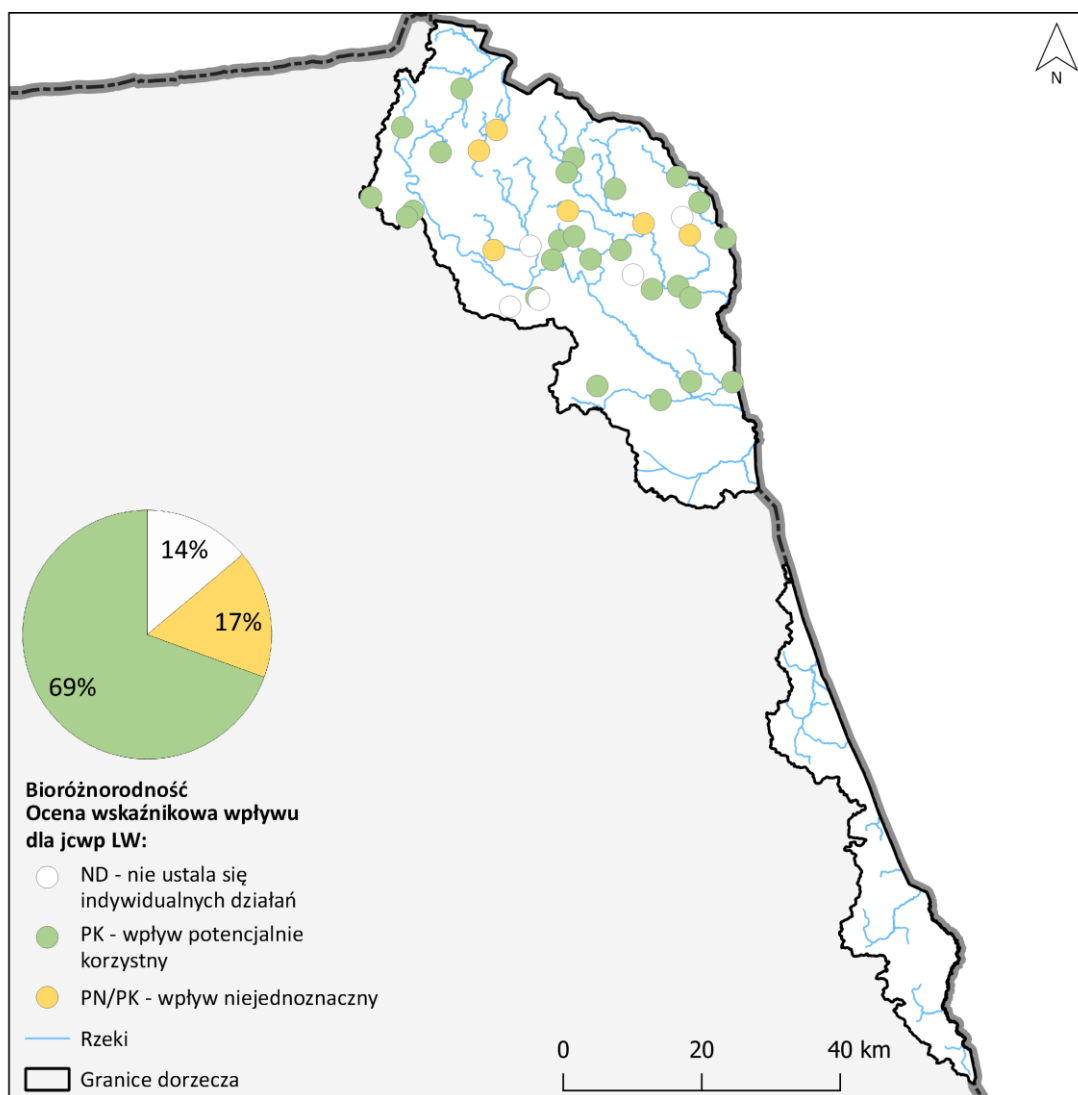 N
14%
17%
69%
Bioróżnorodność
Ocena wskaźnikowa wpływu
dla jcwp LW:
ND - nie ustala się
indywidualnych działań
PK - wpływ potencjalnie
korzystny
PN/PK - wpływ niejednoznaczny
Rzeki
Granice dorzecza
0 20 40 km